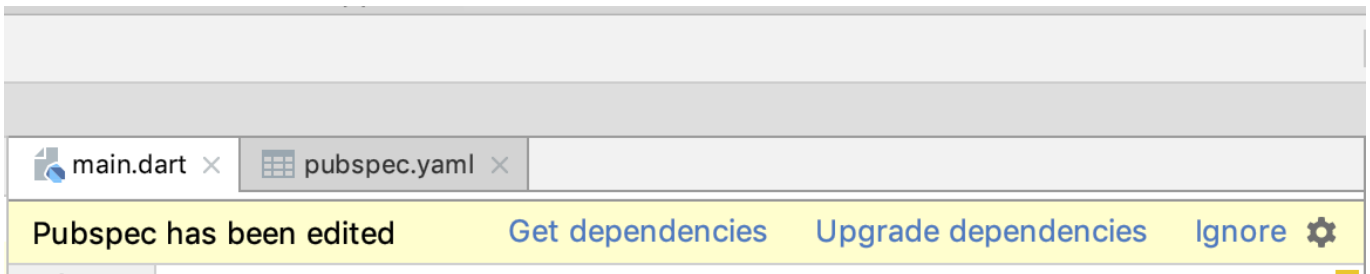 main.dart pubspec.yaml
Pubspec has been edited Get dependencies Upgrade dependencies Ignore